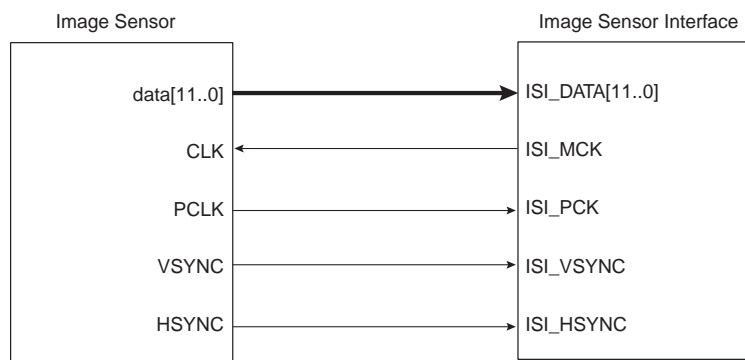 Image Sensor
Image Sensor Interface
data[11..0]
ISI_DATA[11..0]
CLK
ISI_MCK
PCLK
ISI_PCK
VSYNC
ISI_VSYNC
HSYNC
ISI_HSYNC